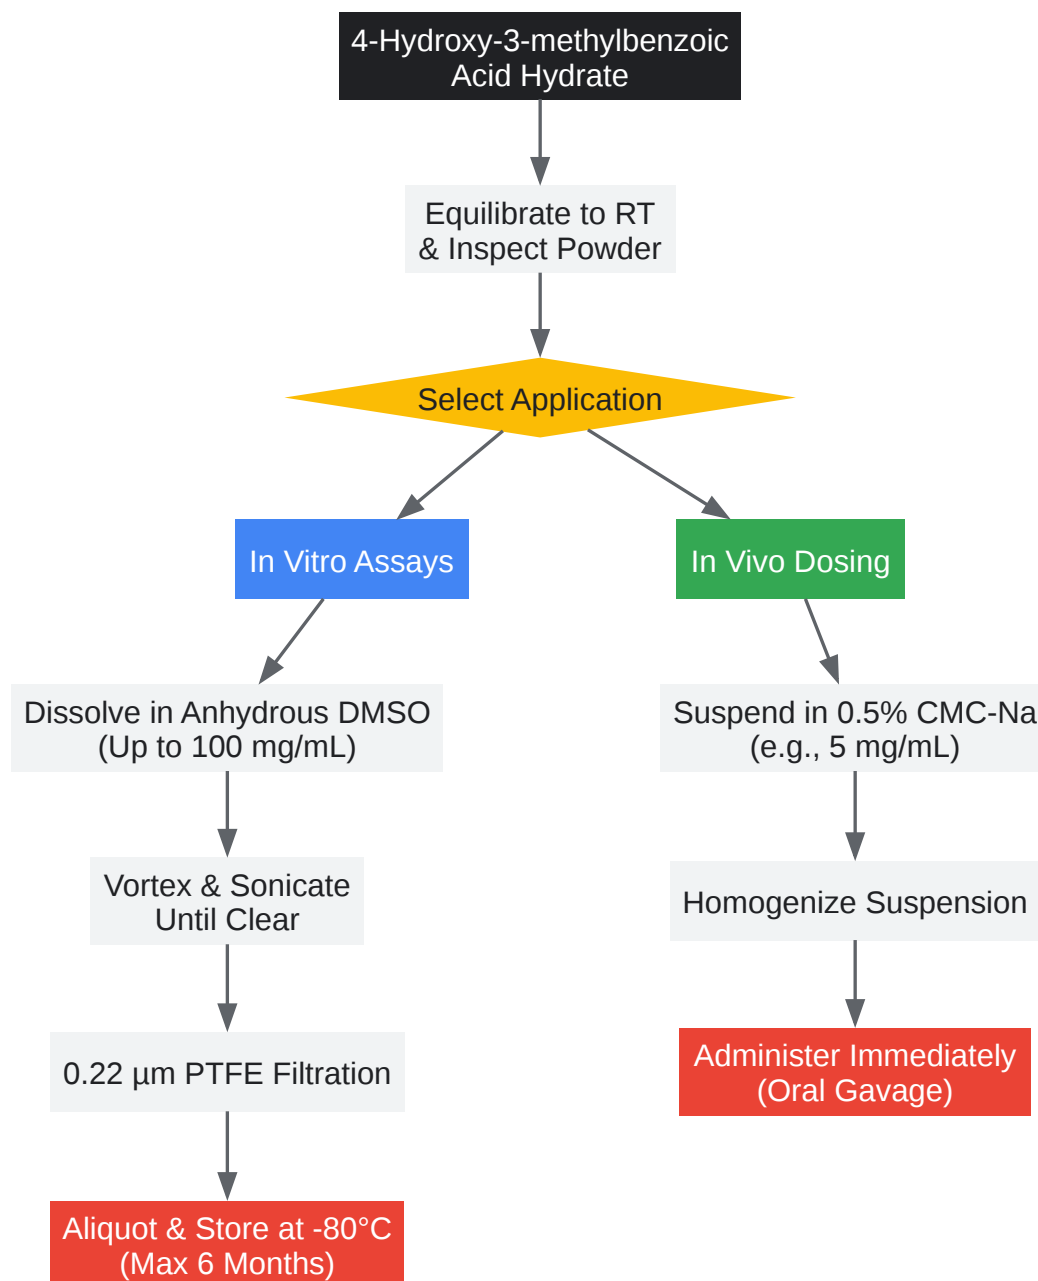 4-Hydroxy-3-methylbenzoic
Acid Hydrate
Equilibrate to RT
& Inspect Powder
Select Application
In Vitro Assays
In Vivo Dosing
Dissolve in Anhydrous DMSO
(Up to 100 mg/mL)
Suspend in 0.5% CMC-Na
(e.g., 5 mg/mL)
Vortex & Sonicate
Until Clear
Homogenize Suspension
0.22 µm PTFE Filtration
Administer Immediately
(Oral Gavage)
Aliquot & Store at -80°C
(Max 6 Months)